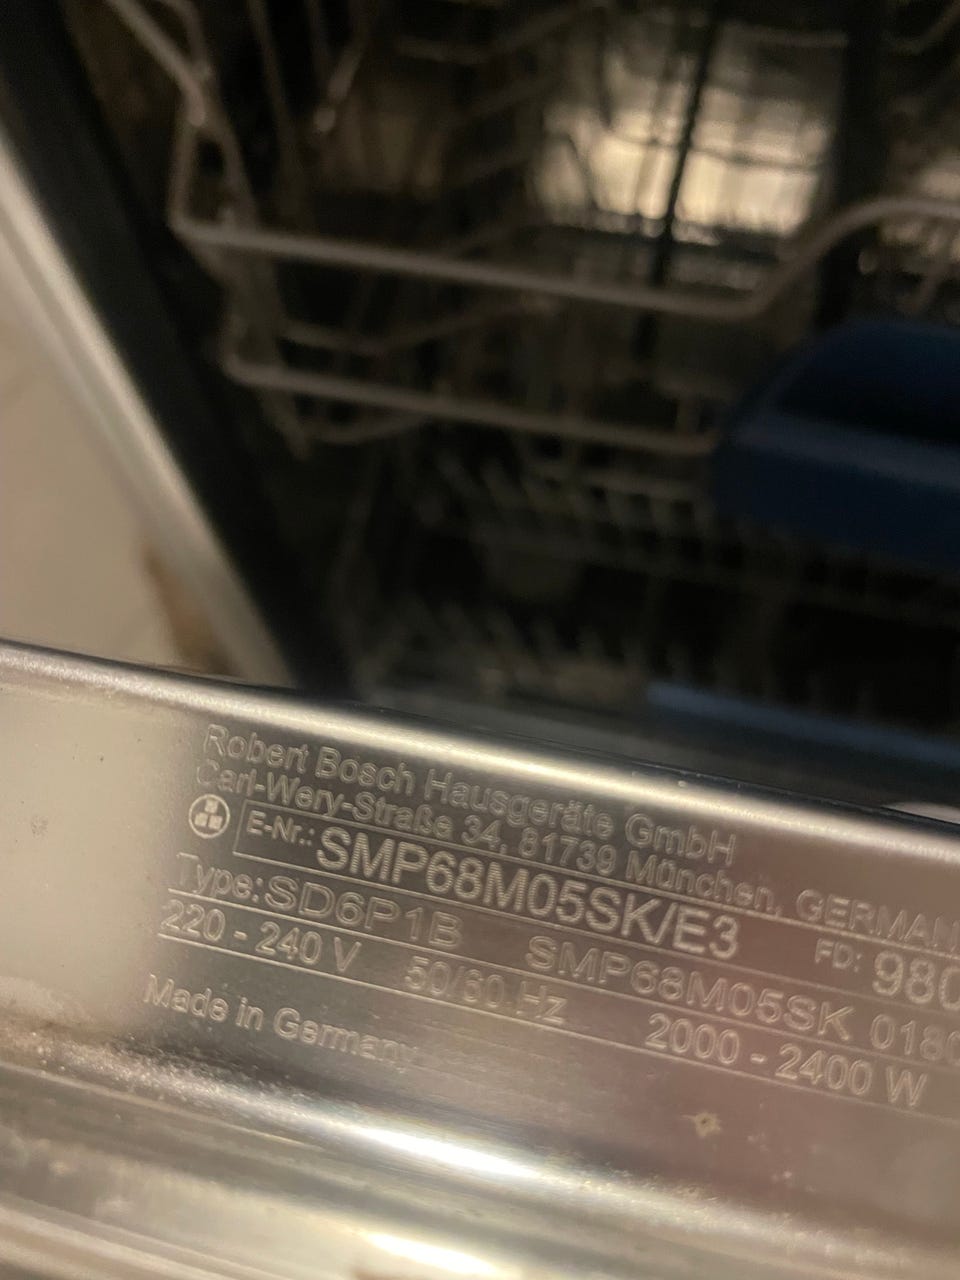 Robert Bosch Hausgeräte GmbH
Carl-Wery-Straße 34, 81739 München, GERMANY
E-Nr.: SMP68M05SK/E3 FD: 980
Type: SD6P1B SMP68M05SK 0180
220 - 240 V 50/60 Hz 2000 - 2400 W
Made in Germany